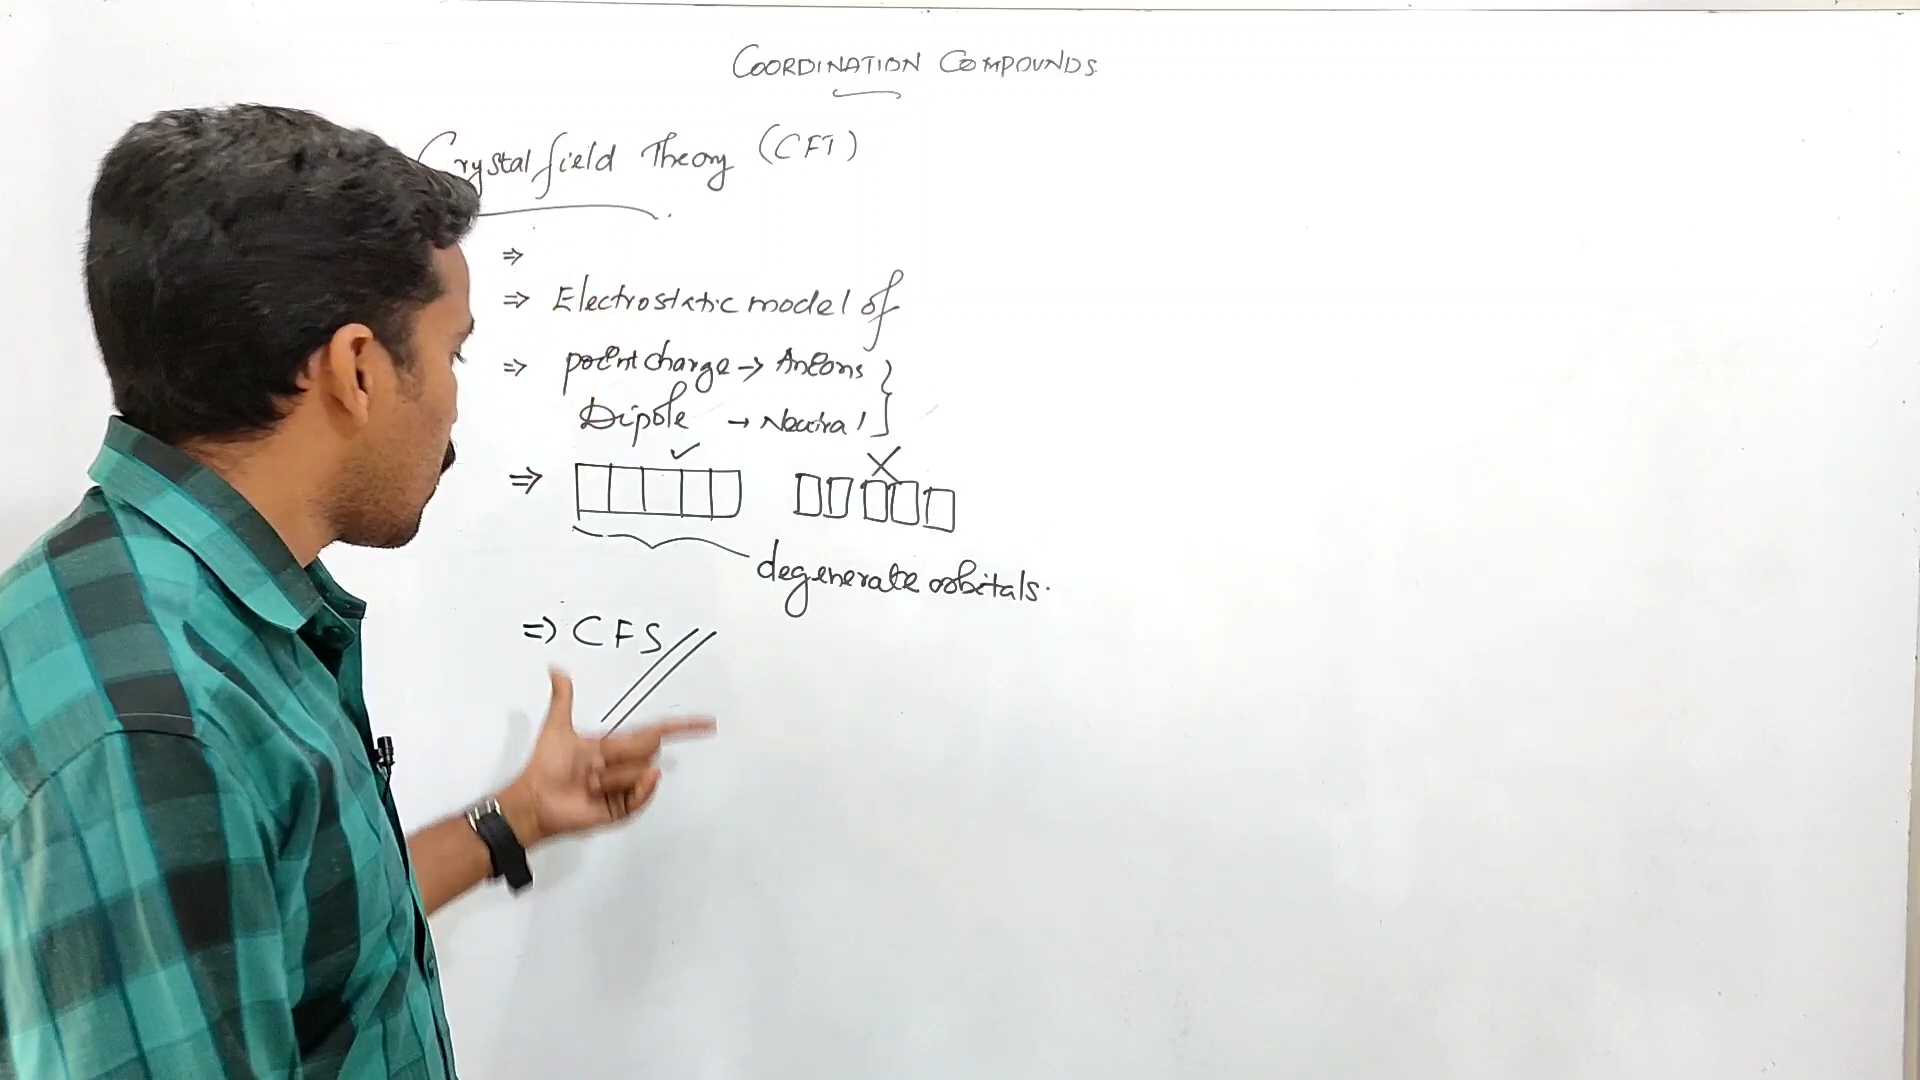 COORDINATION COMPOUNDS
Crystal field Theory (CFT)
⇒
⇒ Electrostatic model of
⇒ point charge → Anions
Dipole → Neutral
⇒
degenerate orbitals.
⇒ CFS